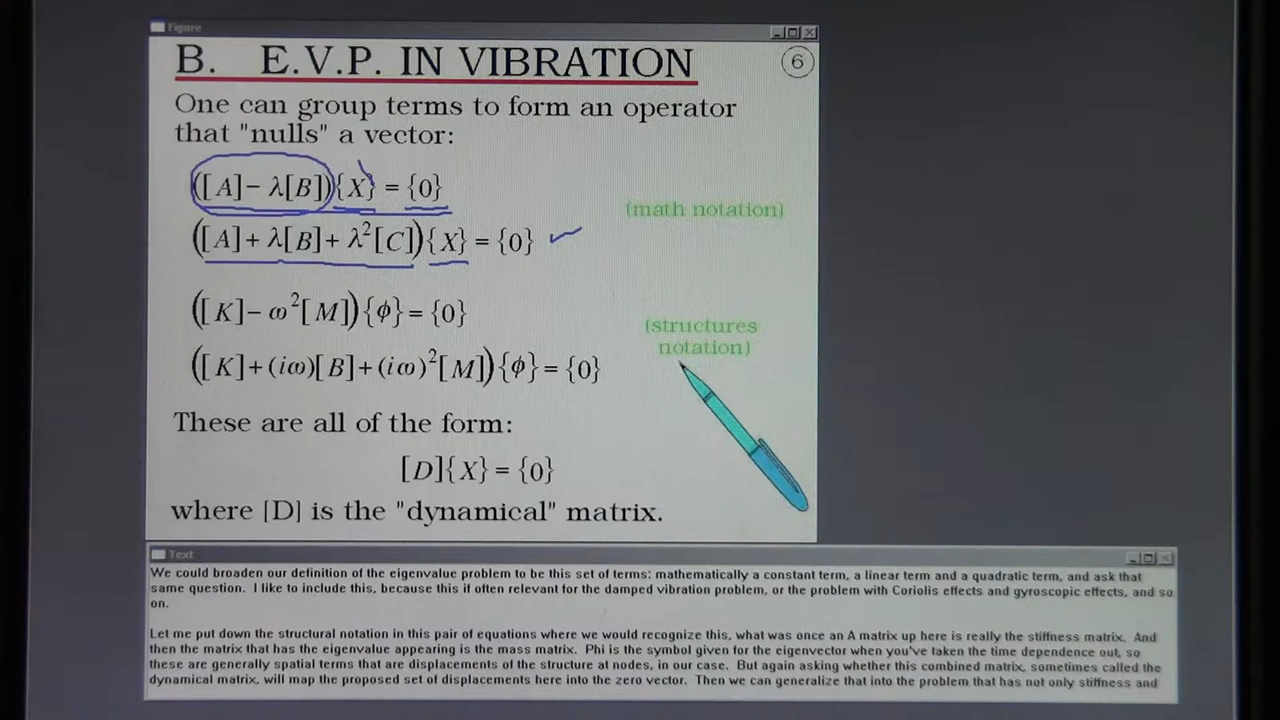 Figure
B. E.V.P. IN VIBRATION
6
One can group terms to form an operator
that "nulls" a vector:
([A]− λ[B]){X} = {0}
(math notation)
([A]+ λ[B]+ λ²[C]){X} = {0}
([K]− ω²[M]){ϕ} = {0}
(structures
notation)
([K]+(iω)[B]+(iω)²[M]){ϕ} = {0}
These are all of the form:
[D]{X} = {0}
where [D] is the "dynamical" matrix.
Text
We could broaden our definition of the eigenvalue problem to be this set of terms: mathematically a constant term, a linear term and a quadratic term, and ask that
same question. I like to include this, because this if often relevant for the damped vibration problem, or the problem with Coriolis effects and gyroscopic effects, and so
on.
Let me put down the structural notation in this pair of equations where we would recognize this, what was once an A matrix up here is really the stiffness matrix. And
then the matrix that has the eigenvalue appearing is the mass matrix. Phi is the symbol given for the eigenvector when you've taken the time dependence out, so
these are generally spatial terms that are displacements of the structure at nodes, in our case. But again asking whether this combined matrix, sometimes called the
dynamical matrix, will map the proposed set of displacements here into the zero vector. Then we can generalize that into the problem that has not only stiffness and